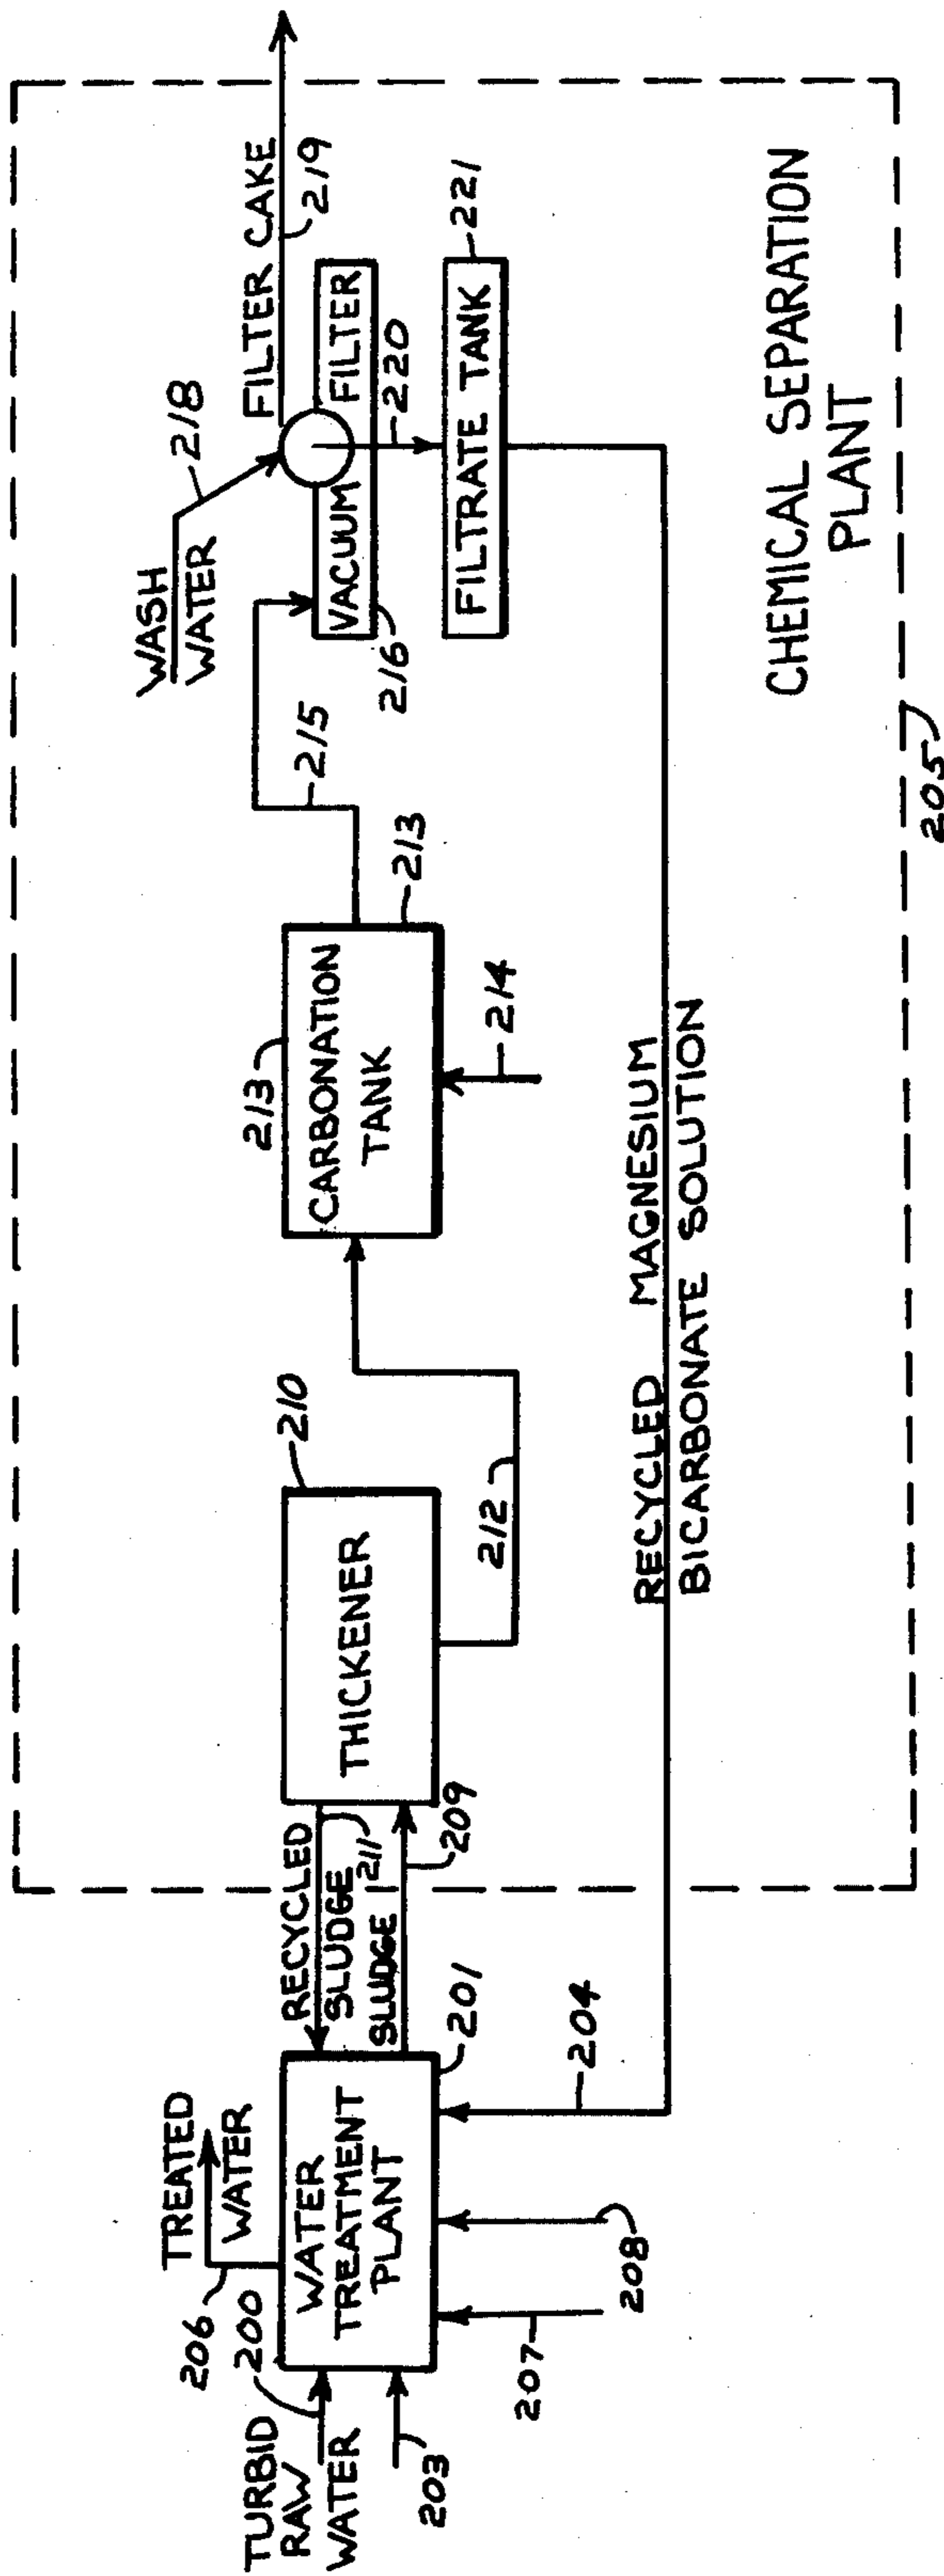 TURBID
RAW
WATER
200
203
206
TREATED
WATER
WATER
TREATMENT
PLANT
201
207
208
204
RECYCLED
SLUDGE
211
SLUDGE
209
THICKENER
210
212
213
CARBONATION
TANK
213
214
215
WASH
WATER
218
VACUUM FILTER
216
FILTER CAKE
219
220
FILTRATE TANK
221
RECYCLED MAGNESIUM
BICARBONATE SOLUTION
CHEMICAL SEPARATION
PLANT
205